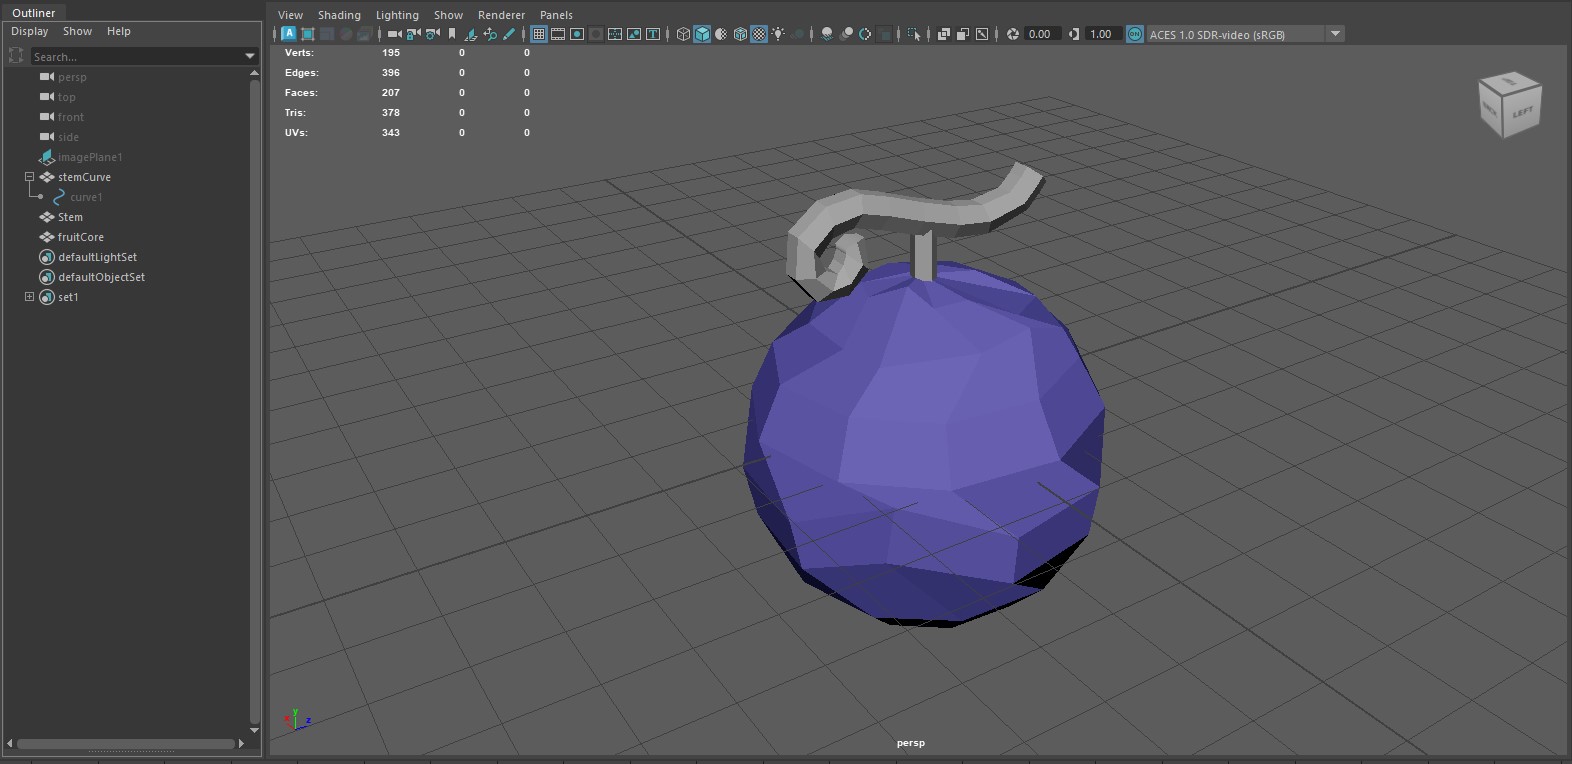 Outliner
Display Show Help
Search...
persp
top
front
side
imagePlane1
stemCurve
curve1
Stem
fruitCore
defaultLightSet
defaultObjectSet
set1
View Shading Lighting Show Renderer Panels
A T 0.00 1.00 ON ACES 1.0 SDR-video (sRGB)
Verts: 195 0 0
Edges: 396 0 0
Faces: 207 0 0
Tris: 378 0 0
UVs: 343 0 0
LEFT
y
x z
persp